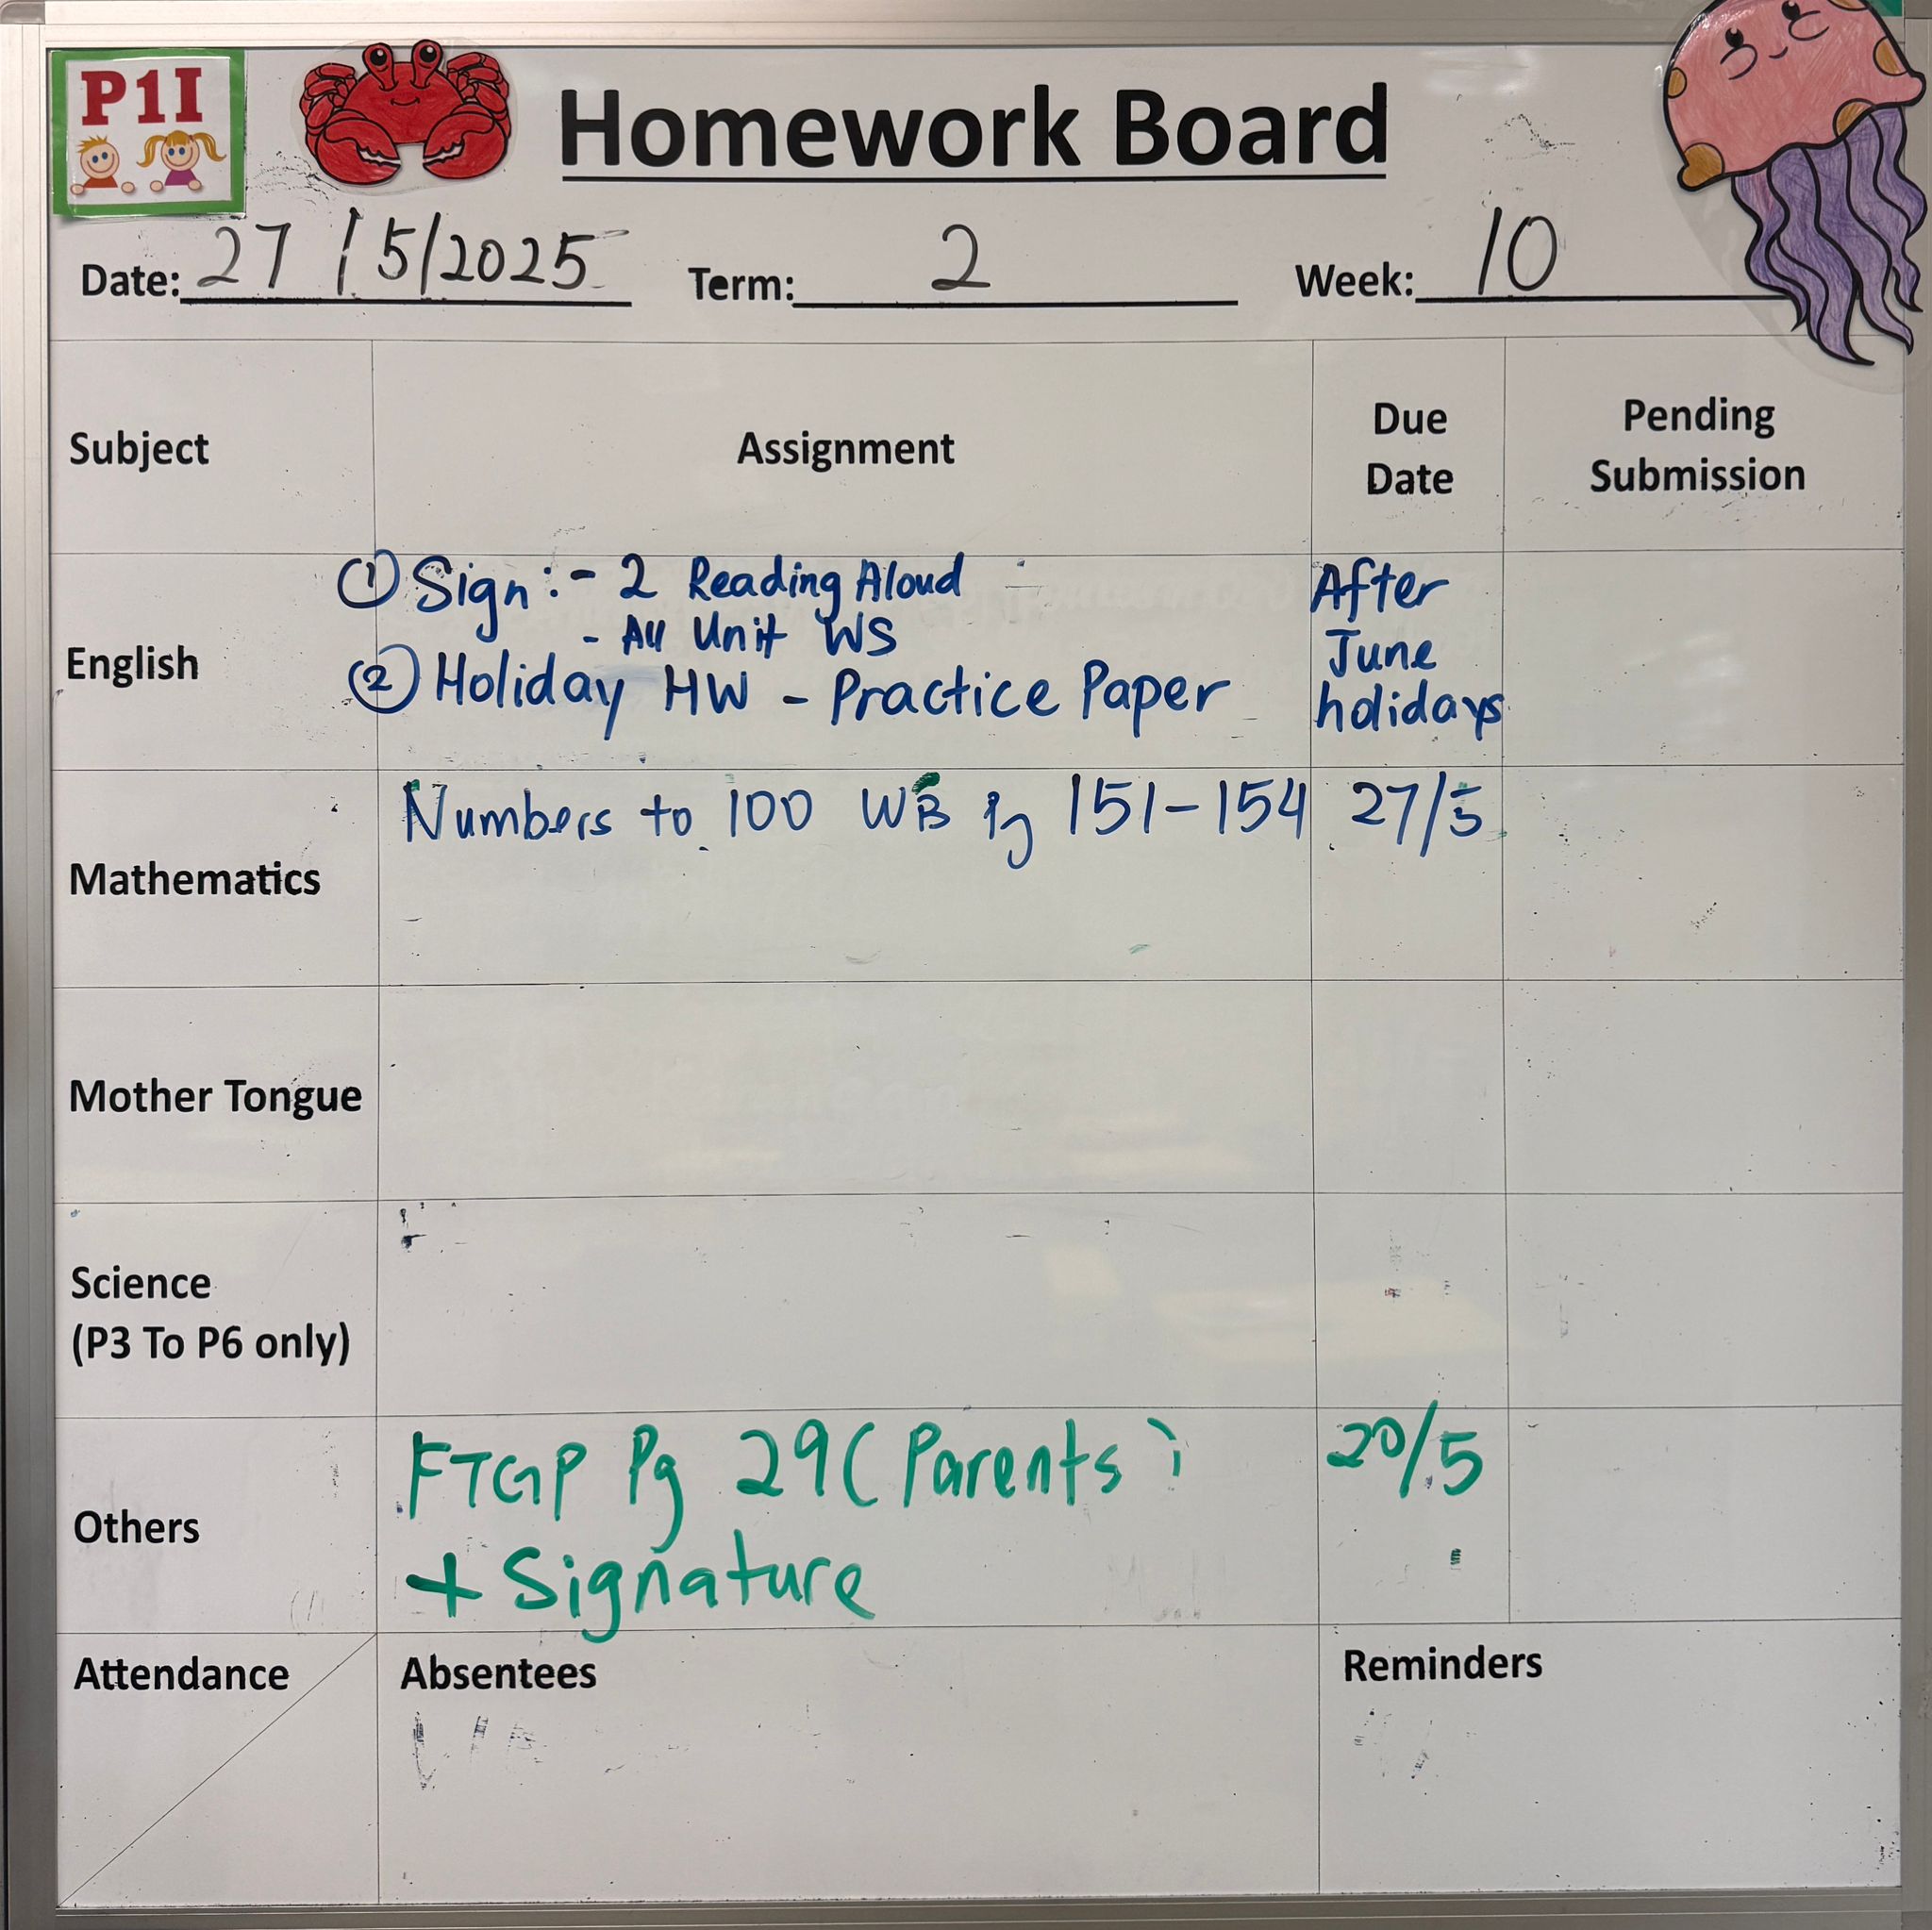 P1I
Homework Board
Date: 27/5/2025 Term: 2 Week: 10
Subject Assignment Due Date Pending Submission
English
① Sign: - 2 Reading Aloud
- All Unit WS
② Holiday HW - Practice Paper
After
June
holidays
Mathematics
Numbers to 100 WB Pg 151-154 27/5
Mother Tongue
Science
(P3 To P6 only)
Others
FTGP Pg 29 (Parents) 20/5
+ Signature
Attendance Absentees Reminders